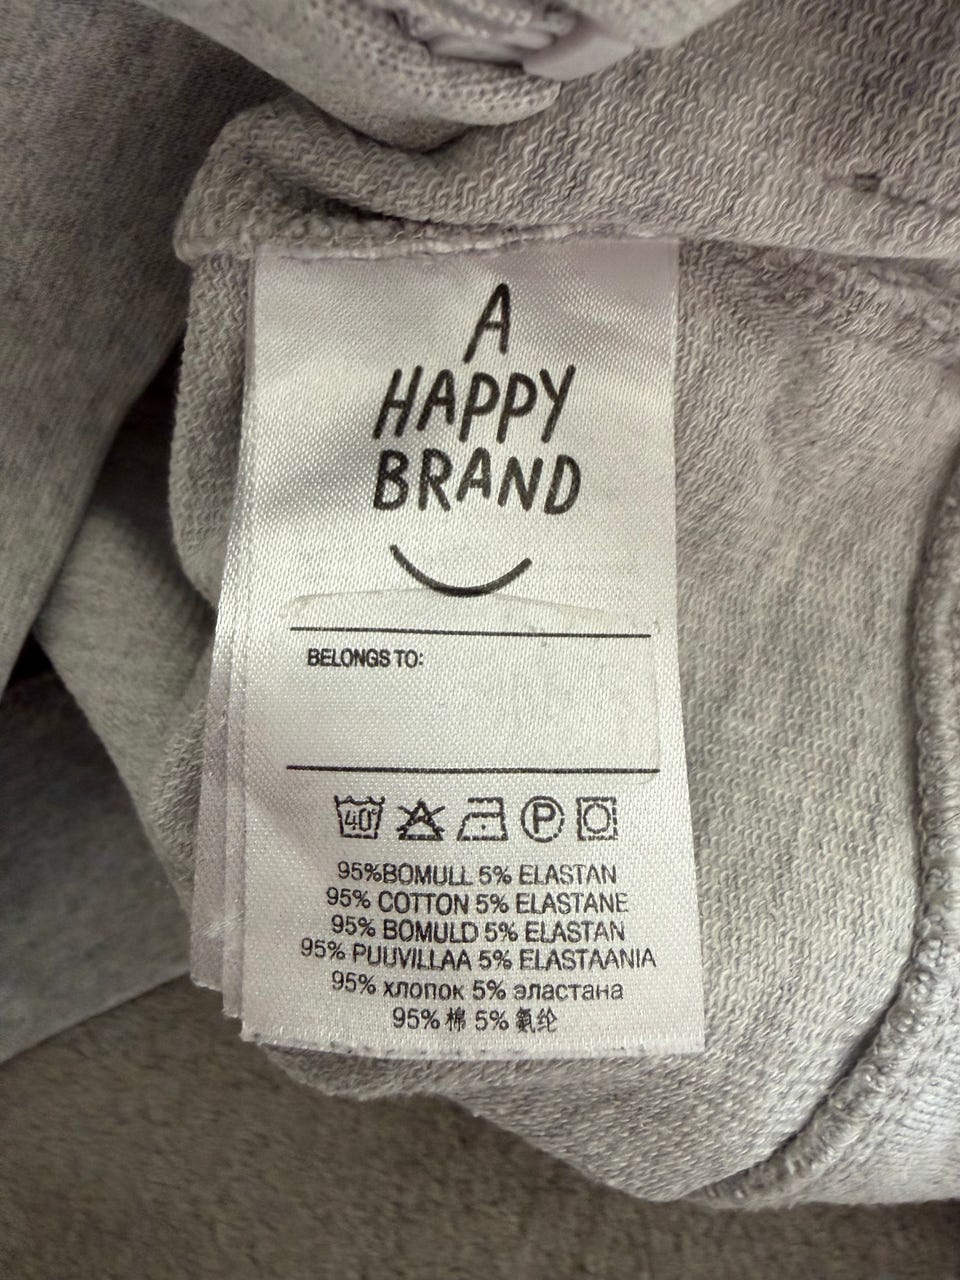 A
HAPPY
BRAND
BELONGS TO:
40° P
95%BOMULL 5% ELASTAN
95% COTTON 5% ELASTANE
95% BOMULD 5% ELASTAN
95% PUUVILLAA 5% ELASTAANIA
95% хлопок 5% эластана
95% 棉 5% 氨纶